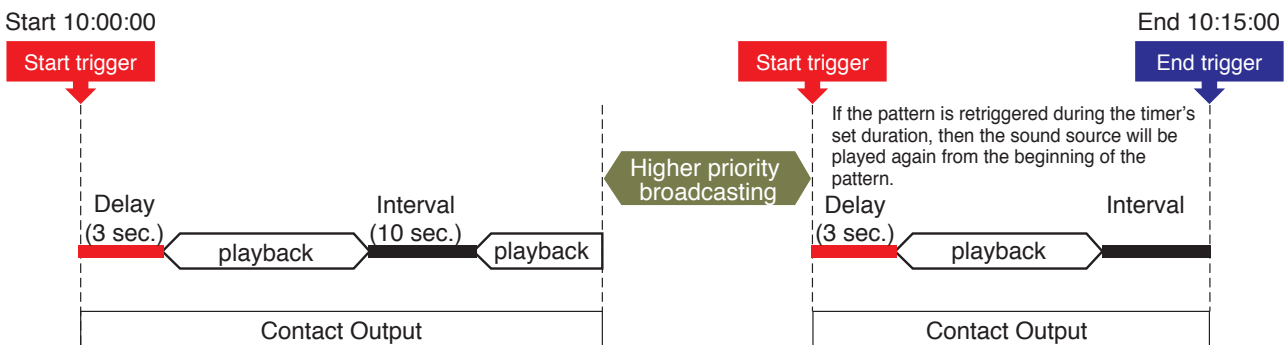 Start 10:00:00
End 10:15:00
Start trigger
Start trigger
End trigger
If the pattern is retriggered during the timer's
set duration, then the sound source will be
played again from the beginning of the
pattern.
Higher priority
broadcasting
Delay
(3 sec.)
playback
Interval
(10 sec.)
playback
Delay
(3 sec.)
playback
Interval
Contact Output
Contact Output